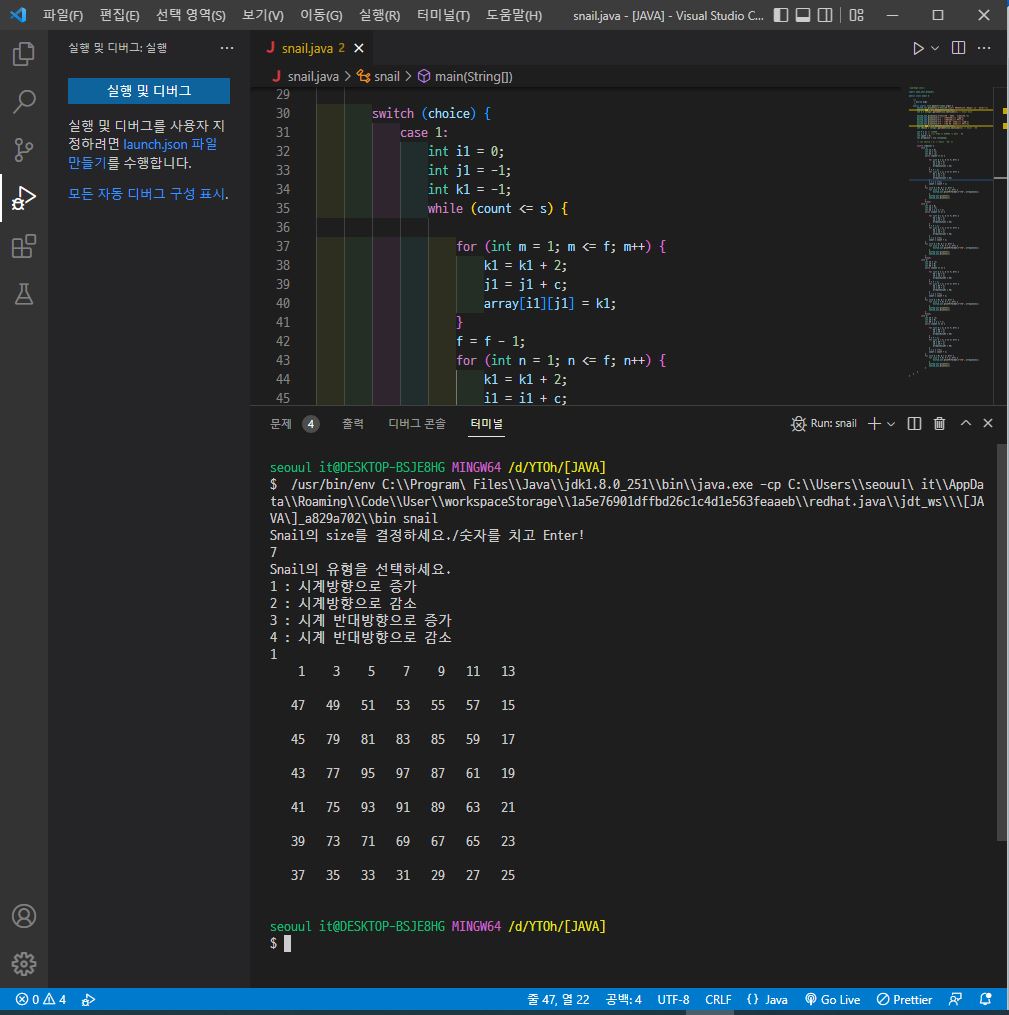 파일(F) 편집(E) 선택 영역(S) 보기(V) 이동(G) 실행(R) 터미널(T) 도움말(H) snail.java - [JAVA] - Visual Studio C...
실행 및 디버그: 실행 ...
실행 및 디버그
실행 및 디버그를 사용자 지
정하려면 launch.json 파일
만들기를 수행합니다.
모든 자동 디버그 구성 표시.
J snail.java 2
J snail.java > snail > main(String[])
29
30 switch (choice) {
31 case 1:
32 int i1 = 0;
33 int j1 = -1;
34 int k1 = -1;
35 while (count <= s) {
36
37 for (int m = 1; m <= f; m++) {
38 k1 = k1 + 2;
39 j1 = j1 + c;
40 array[i1][j1] = k1;
41 }
42 f = f - 1;
43 for (int n = 1; n <= f; n++) {
44 k1 = k1 + 2;
45 i1 = i1 + c;
문제 4 출력 디버그 콘솔 터미널 Run: snail
seouul it@DESKTOP-BSJE8HG MINGW64 /d/YTOh/[JAVA]
$ /usr/bin/env C:\\Program\ Files\\Java\\jdk1.8.0_251\\bin\\java.exe -cp C:\\Users\\seouul\ it\\AppDa
ta\\Roaming\\Code\\User\\workspaceStorage\\1a5e76901dffbd26c1c4d1e563feaaeb\\redhat.java\\jdt_ws\\\[JA
VA\]_a829a702\\bin snail
Snail의 size를 결정하세요./숫자를 치고 Enter!
7
Snail의 유형을 선택하세요.
1 : 시계방향으로 증가
2 : 시계방향으로 감소
3 : 시계 반대방향으로 증가
4 : 시계 반대방향으로 감소
1
1 3 5 7 9 11 13
47 49 51 53 55 57 15
45 79 81 83 85 59 17
43 77 95 97 87 61 19
41 75 93 91 89 63 21
39 73 71 69 67 65 23
37 35 33 31 29 27 25
seouul it@DESKTOP-BSJE8HG MINGW64 /d/YTOh/[JAVA]
$
0 4 줄 47, 열 22 공백: 4 UTF-8 CRLF {} Java Go Live Prettier